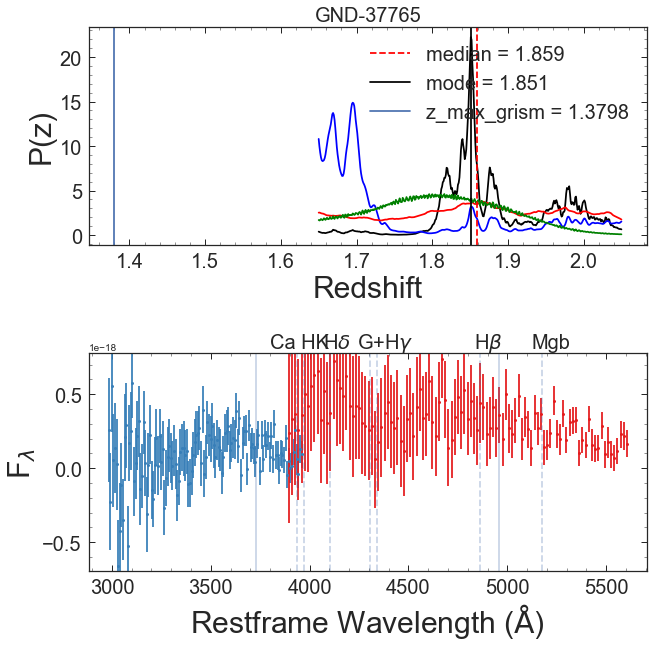 GND-37765
P(z)
20
15
10
5
0
median = 1.859
mode = 1.851
z_max_grism = 1.3798
1.4 1.5 1.6 1.7 1.8 1.9 2.0
Redshift
1e−18
Ca HK Hδ G+Hγ Hβ Mgb
Fλ
0.5
0.0
−0.5
3000 3500 4000 4500 5000 5500
Restframe Wavelength (Å)